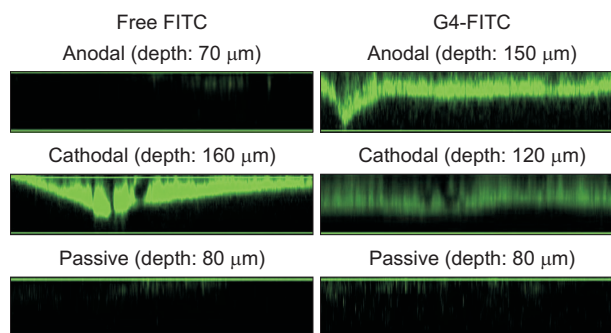 Free FITC
G4-FITC
Anodal (depth: 70 μm)
Anodal (depth: 150 μm)
Cathodal (depth: 160 μm)
Cathodal (depth: 120 μm)
Passive (depth: 80 μm)
Passive (depth: 80 μm)